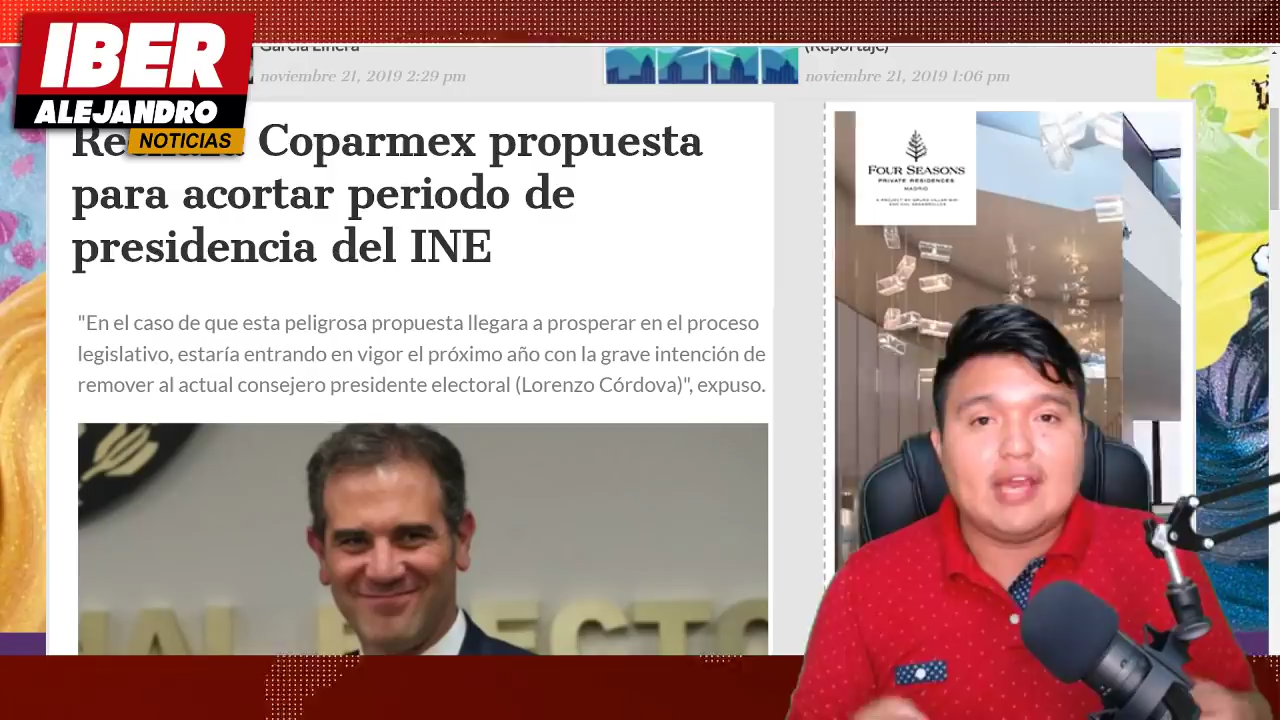 IBER
ALEJANDRO
NOTICIAS
García Linera
noviembre 21, 2019 2:29 pm
(Reportaje)
noviembre 21, 2019 1:06 pm
Coparmex propuesta
para acortar periodo de
presidencia del INE
"En el caso de que esta peligrosa propuesta llegara a prosperar en el proceso
legislativo, estaría entrando en vigor el próximo año con la grave intención de
remover al actual consejero presidente electoral (Lorenzo Córdova)", expuso.
FOUR SEASONS
PRIVATE RESIDENCES
MADRID